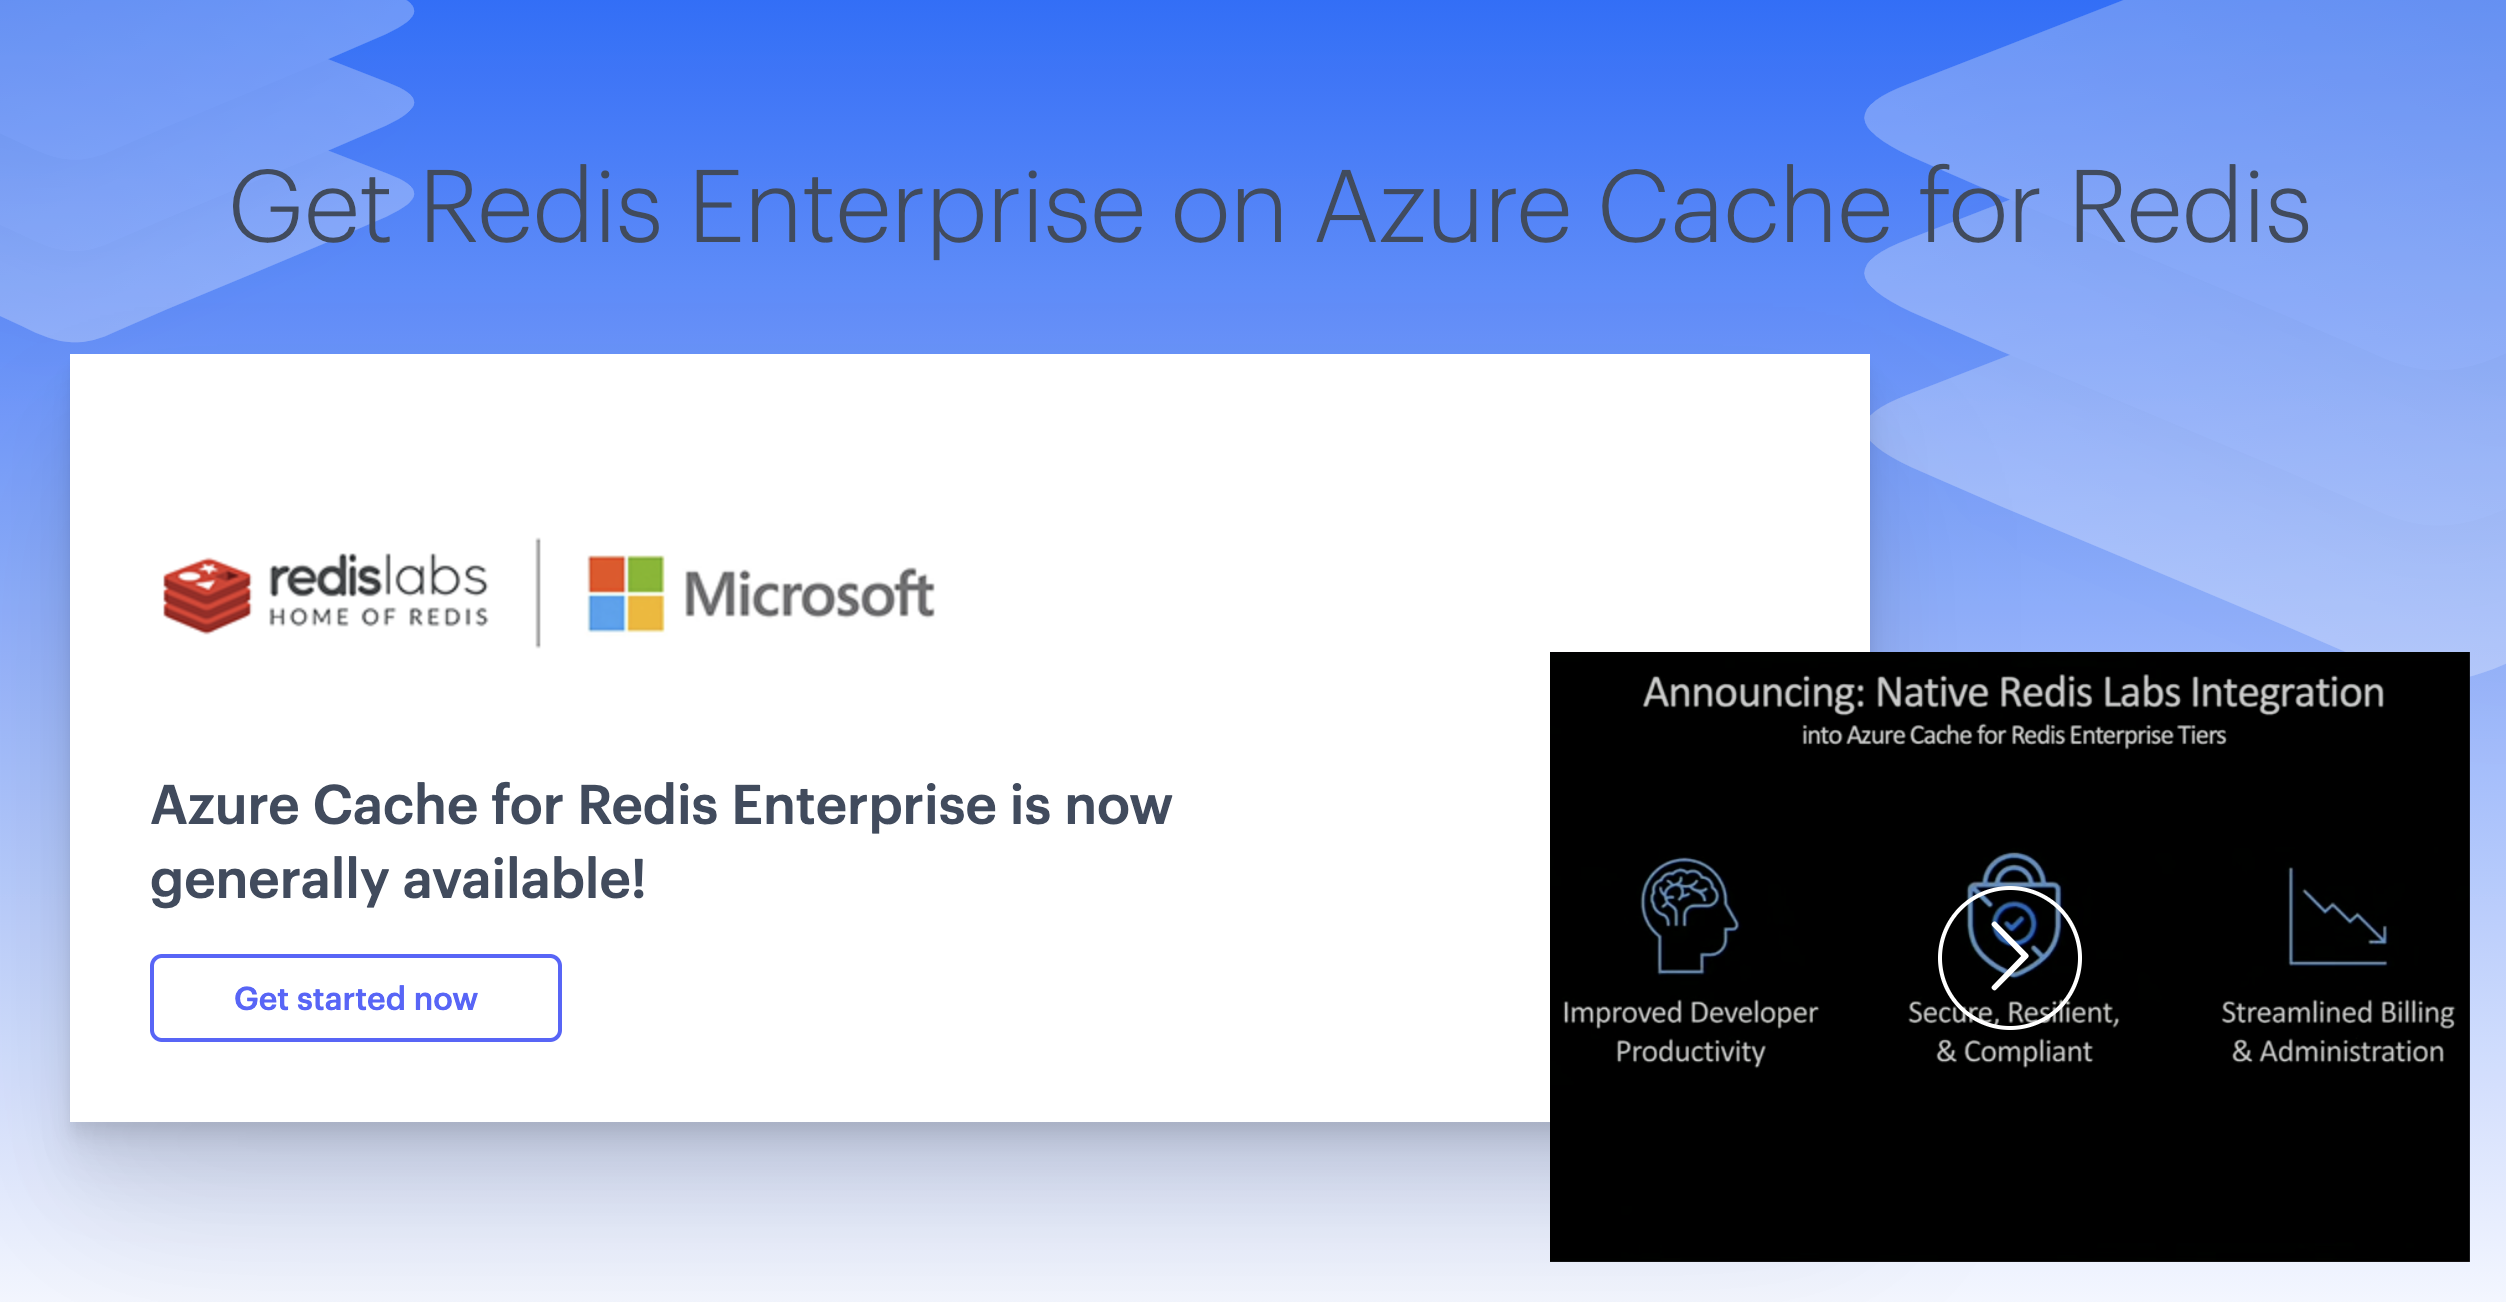 Get Redis Enterprise on Azure Cache for Redis
redislabs
HOME OF REDIS
Microsoft
Azure Cache for Redis Enterprise is now
generally available!
Get started now
Announcing: Native Redis Labs Integration
into Azure Cache for Redis Enterprise Tiers
Improved Developer
Productivity
Secure, Resilient,
& Compliant
Streamlined Billing
& Administration